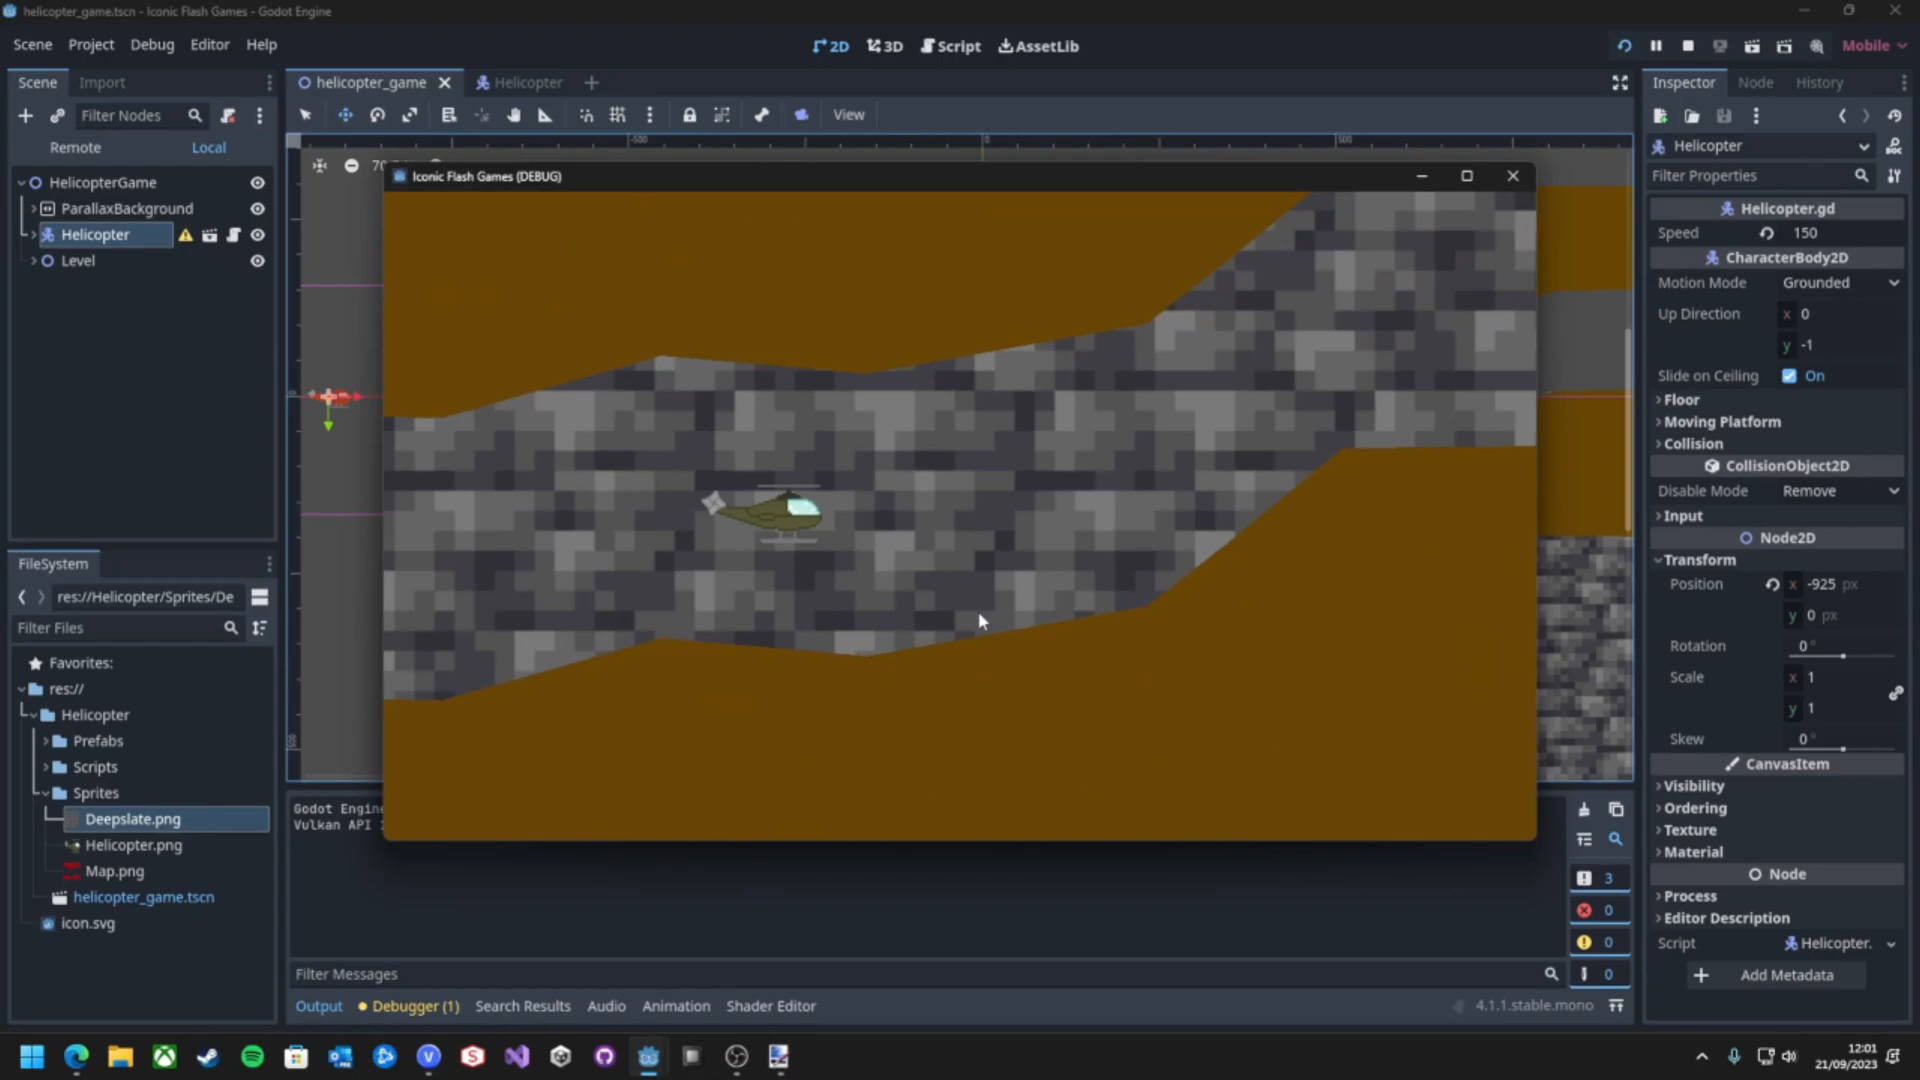 helicopter_game.tscn - Iconic Flash Games - Godot Engine
Scene Project Debug Editor Help
2D 3D Script AssetLib
Mobile
Scene Import
helicopter_game Helicopter
Inspector Node History
Filter Nodes
View
Remote Local
Helicopter
-500 0 500
Iconic Flash Games (DEBUG)
Filter Properties
HelicopterGame
ParallaxBackground
Helicopter
Level
Helicopter.gd
Speed 150
CharacterBody2D
Motion Mode Grounded
Up Direction x 0
y -1
Slide on Ceiling On
Floor
Moving Platform
Collision
CollisionObject2D
Disable Mode Remove
Input
Node2D
Transform
Position x -925 px
y 0 px
Rotation 0 °
Scale x 1
y 1
Skew 0 °
CanvasItem
Visibility
Ordering
Texture
Material
Node
Process
Editor Description
Script Helicopter.
Add Metadata
FileSystem
res://Helicopter/Sprites/De
Filter Files
Favorites:
res://
Helicopter
Prefabs
Scripts
Sprites
Deepslate.png
Helicopter.png
Map.png
helicopter_game.tscn
icon.svg
Godot Engine
Vulkan API
3
0
0
0
Filter Messages
Output Debugger (1) Search Results Audio Animation Shader Editor
4.1.1.stable.mono
12:01
21/09/2023